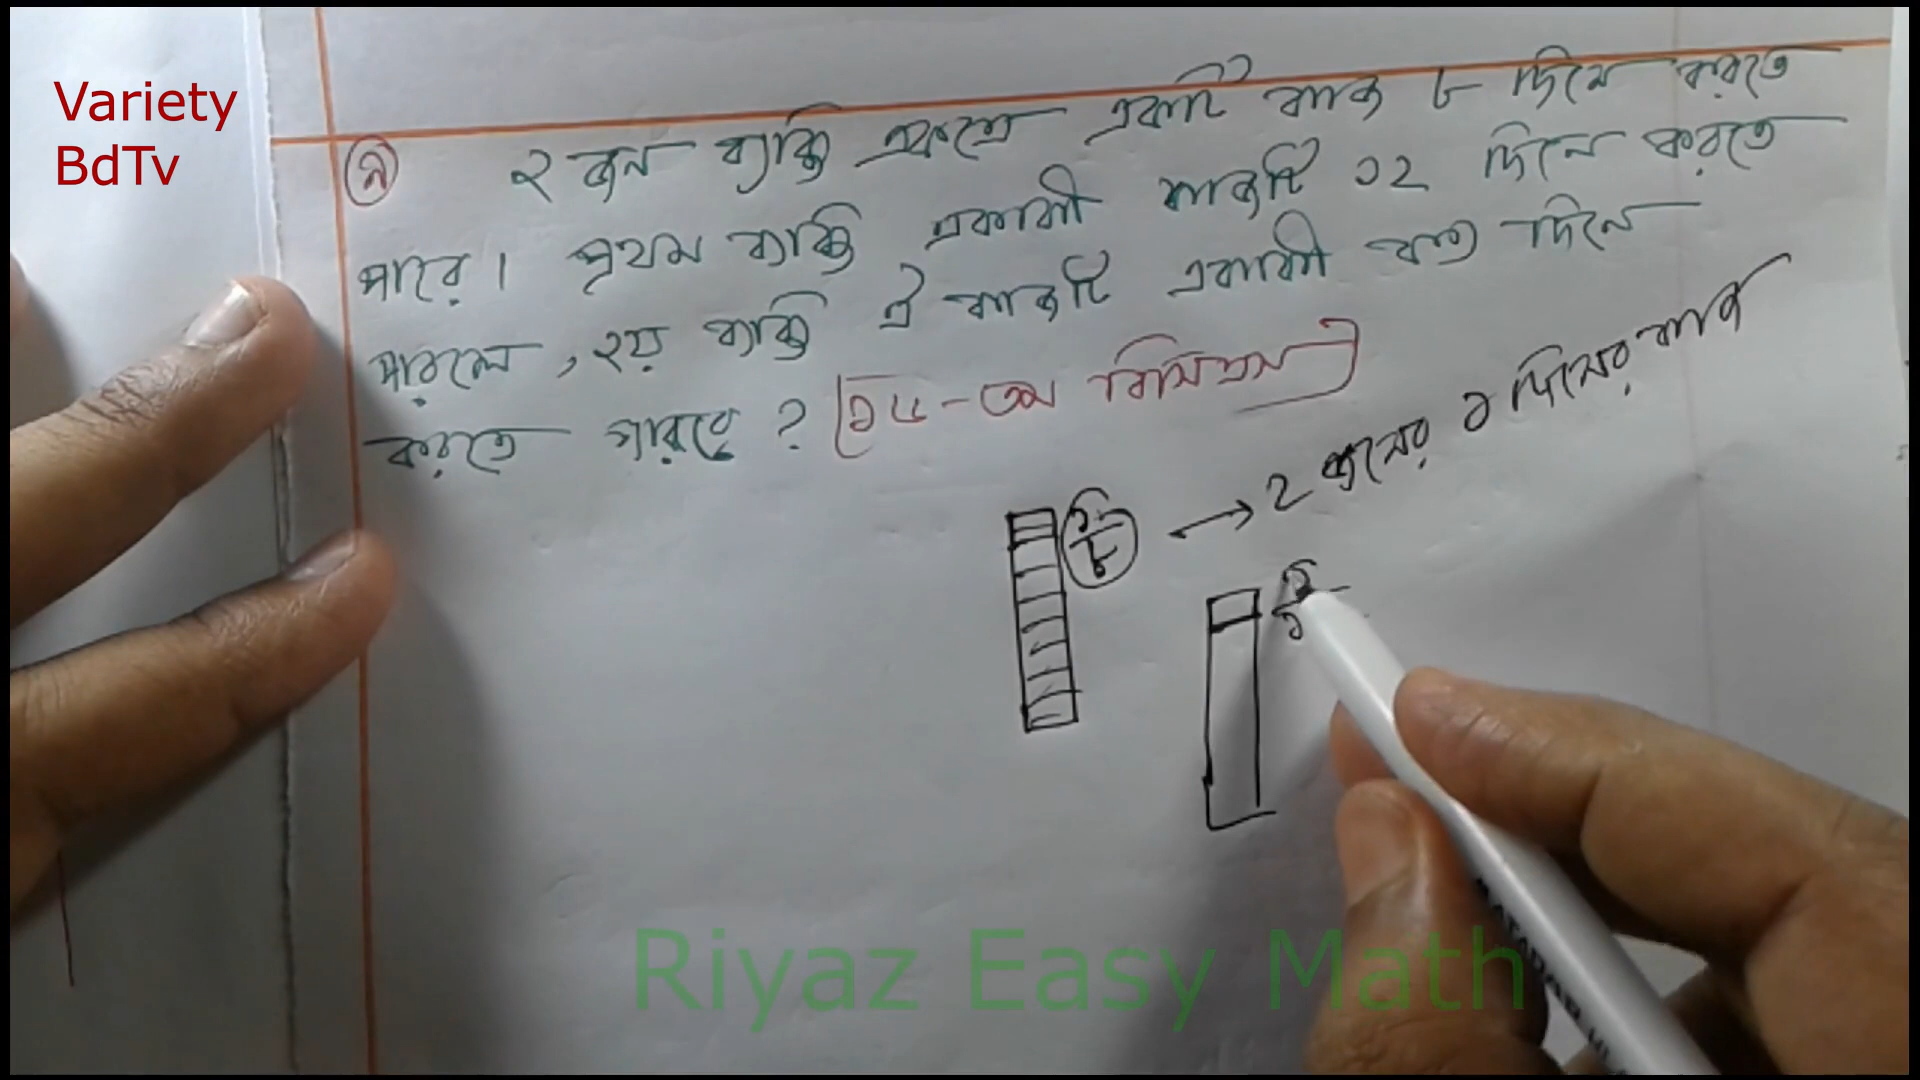 Variety
BdTv
২ জন ব্যক্তি একত্রে একটি কাজ ৮ দিনে করতে
পারে। প্রথম ব্যক্তি একাকী কাজটি ১২ দিনে করতে
পারলে, ২য় ব্যক্তি ঐ কাজটি একাকী কত দিনে
করতে পারবে? [১৫-তম বিসিএস]
১/৮ → ২ জনের ১ দিনের কাজ
Riyaz Easy Math